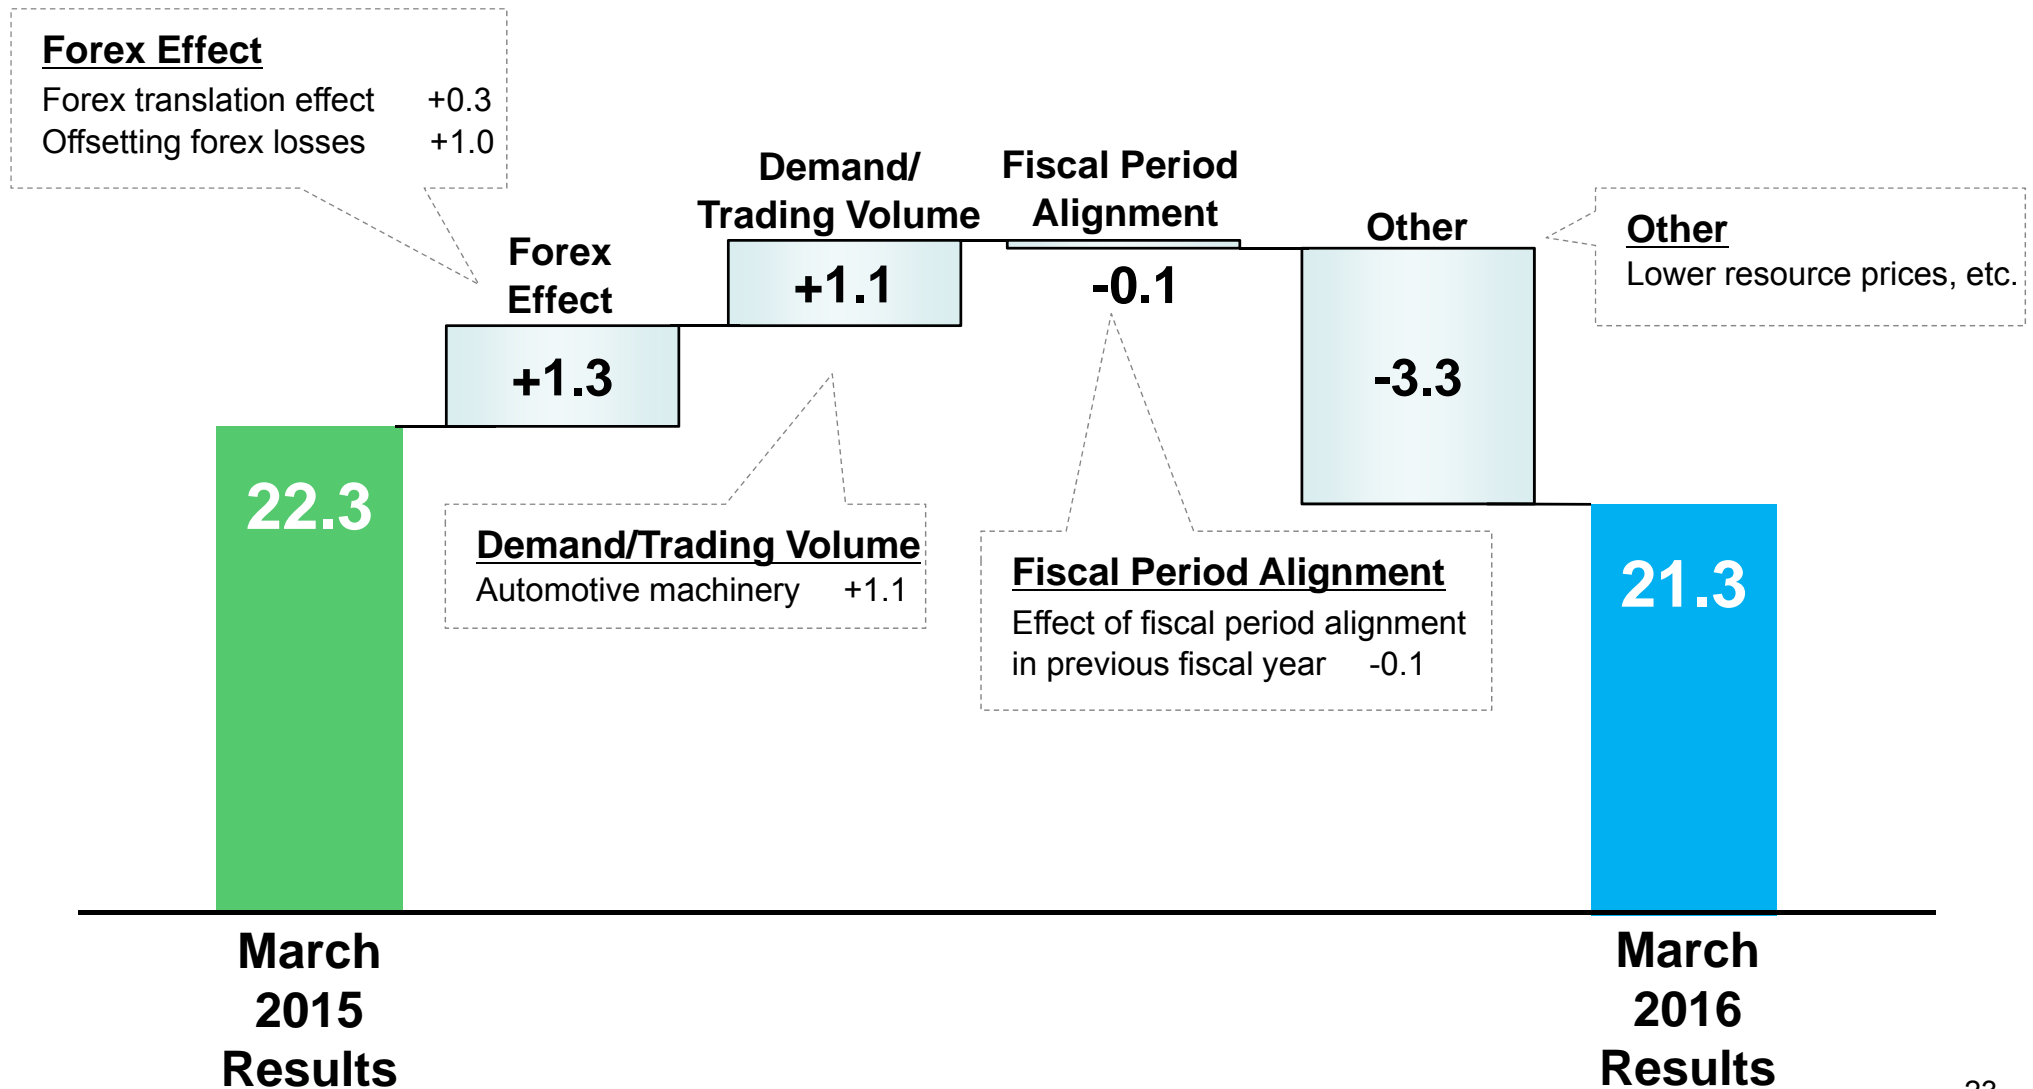 Forex Effect
Forex translation effect +0.3
Offsetting forex losses +1.0
Forex
Effect
+1.3
Demand/
Trading Volume
+1.1
Fiscal Period
Alignment
-0.1
Other
-3.3
Other
Lower resource prices, etc.
22.3
Demand/Trading Volume
Automotive machinery +1.1
Fiscal Period Alignment
Effect of fiscal period alignment
in previous fiscal year -0.1
21.3
March
2015
Results
March
2016
Results